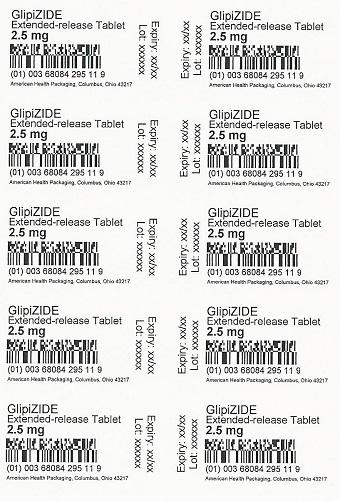 GlipiZIDE
Extended-release Tablet
2.5 mg
(01) 003 68084 295 11 9
American Health Packaging, Columbus, Ohio 43217
Expiry: xx/xx
Lot: xxxxxx
Expiry: xx/xx
Lot: xxxxxx
GlipiZIDE
Extended-release Tablet
2.5 mg
(01) 003 68084 295 11 9
American Health Packaging, Columbus, Ohio 43217
GlipiZIDE
Extended-release Tablet
2.5 mg
(01) 003 68084 295 11 9
American Health Packaging, Columbus, Ohio 43217
Expiry: xx/xx
Lot: xxxxxx
Expiry: xx/xx
Lot: xxxxxx
GlipiZIDE
Extended-release Tablet
2.5 mg
(01) 003 68084 295 11 9
American Health Packaging, Columbus, Ohio 43217
GlipiZIDE
Extended-release Tablet
2.5 mg
(01) 003 68084 295 11 9
American Health Packaging, Columbus, Ohio 43217
Expiry: xx/xx
Lot: xxxxxx
Expiry: xx/xx
Lot: xxxxxx
GlipiZIDE
Extended-release Tablet
2.5 mg
(01) 003 68084 295 11 9
American Health Packaging, Columbus, Ohio 43217
GlipiZIDE
Extended-release Tablet
2.5 mg
(01) 003 68084 295 11 9
American Health Packaging, Columbus, Ohio 43217
Expiry: xx/xx
Lot: xxxxxx
Expiry: xx/xx
Lot: xxxxxx
GlipiZIDE
Extended-release Tablet
2.5 mg
(01) 003 68084 295 11 9
American Health Packaging, Columbus, Ohio 43217
GlipiZIDE
Extended-release Tablet
2.5 mg
(01) 003 68084 295 11 9
American Health Packaging, Columbus, Ohio 43217
Expiry: xx/xx
Lot: xxxxxx
Expiry: xx/xx
Lot: xxxxxx
GlipiZIDE
Extended-release Tablet
2.5 mg
(01) 003 68084 295 11 9
American Health Packaging, Columbus, Ohio 43217